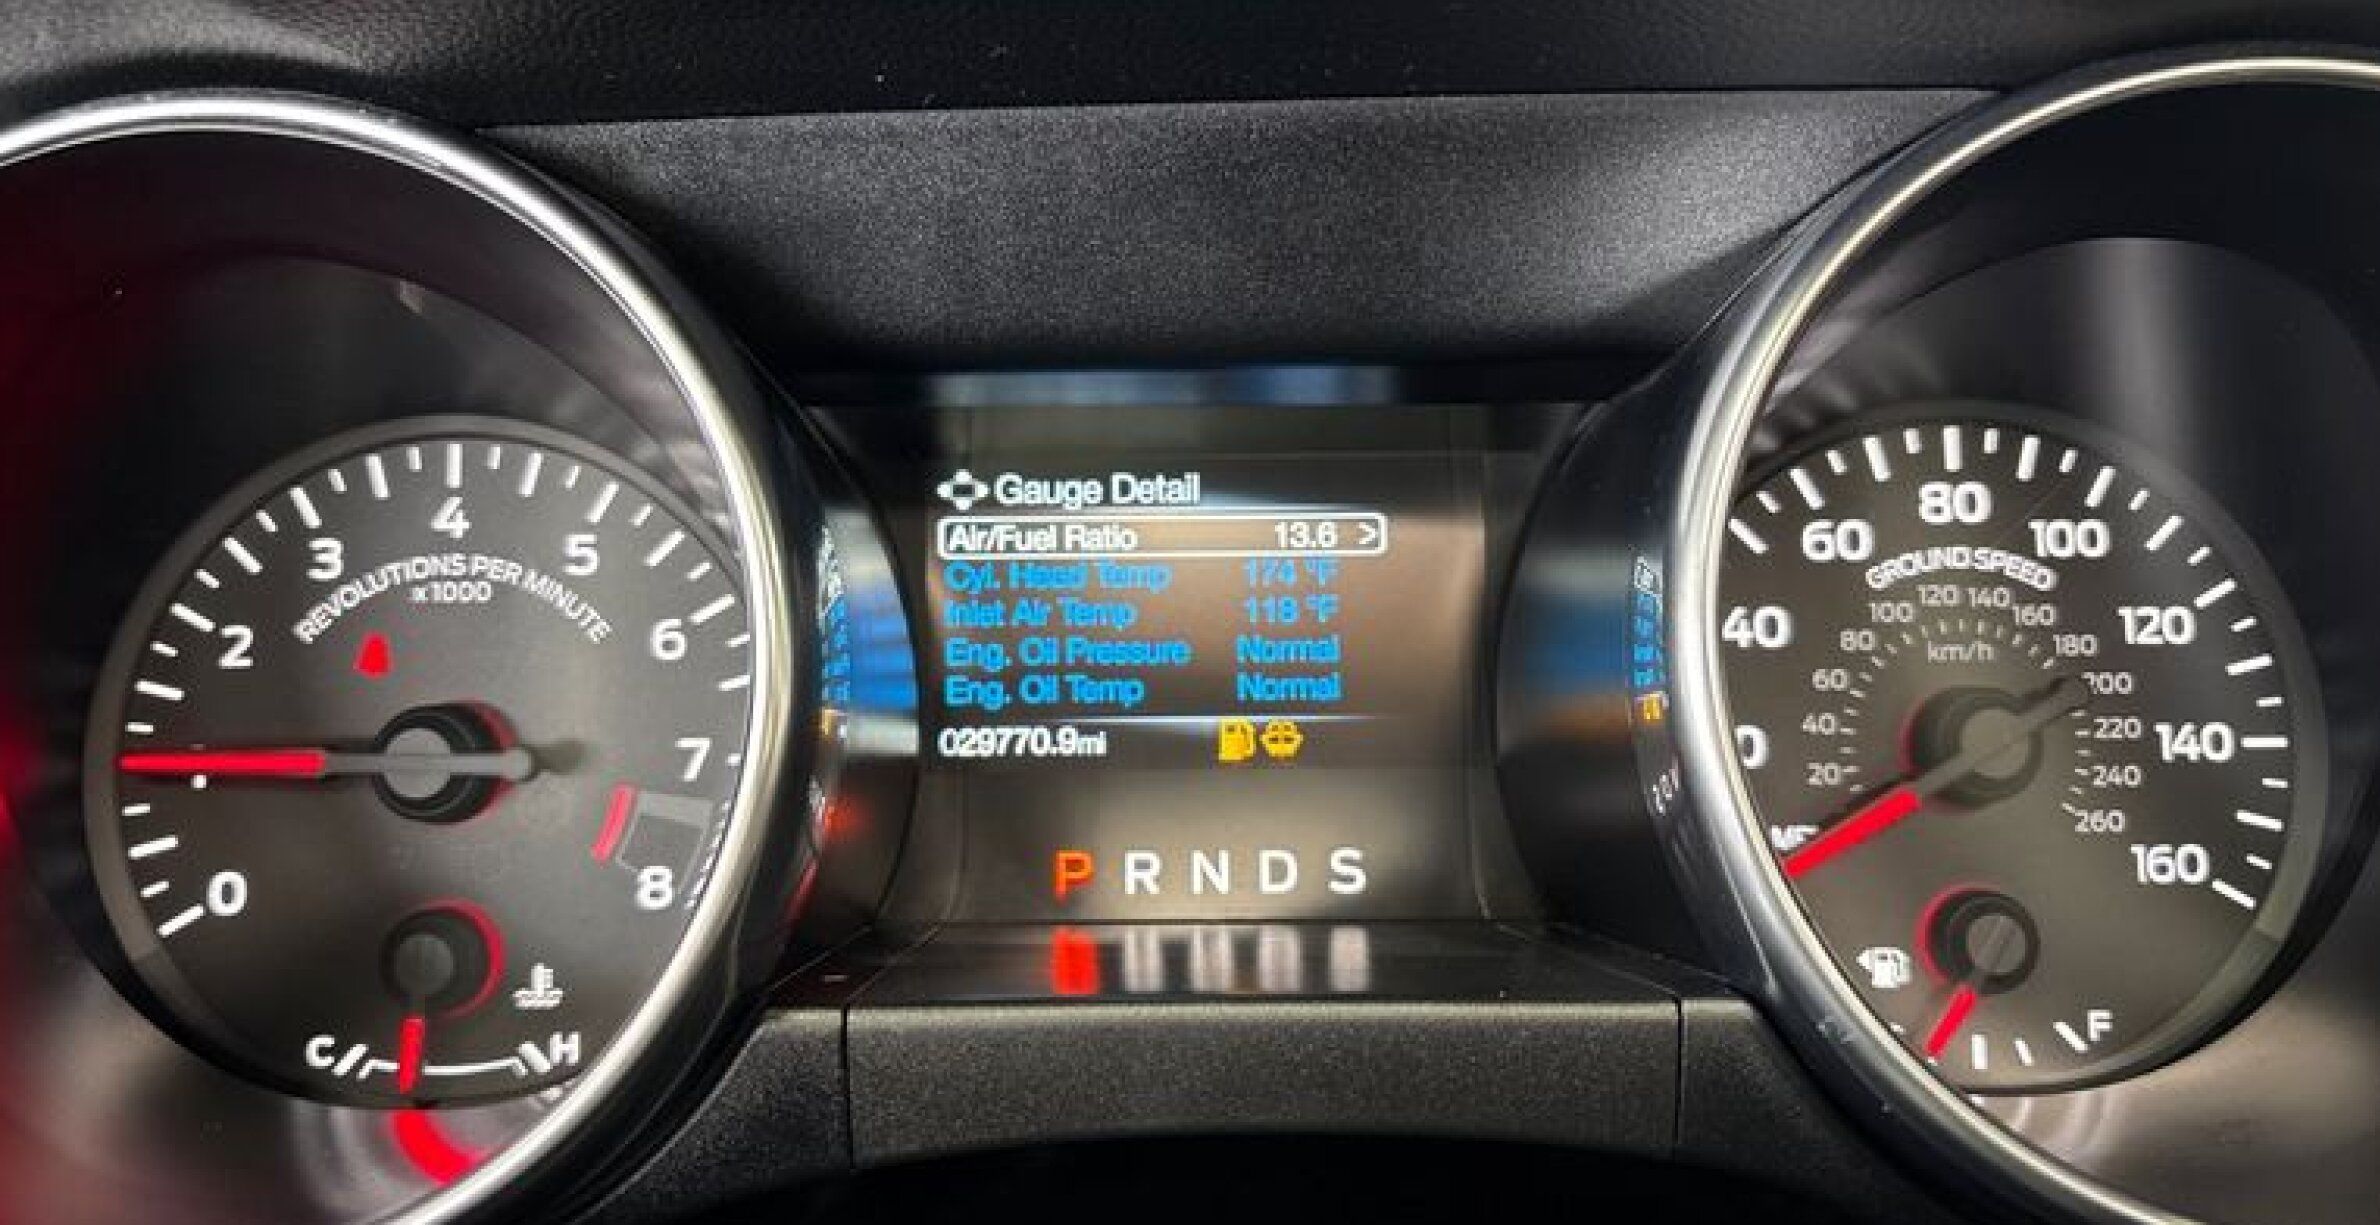 0
2
3
4
5
6
7
8
REVOLUTIONS PER MINUTE
x1000
C
H
Gauge Detail
Air/Fuel Ratio 13.6 >
Cyl. Head Temp 174 °F
Inlet Air Temp 118 °F
Eng. Oil Pressure Normal
Eng. Oil Temp Normal
029770.9mi
P R N D S
40
60
80
100
120
140
160
GROUND SPEED
20
40
60
80
100
120
140
160
180
200
220
240
260
km/h
F